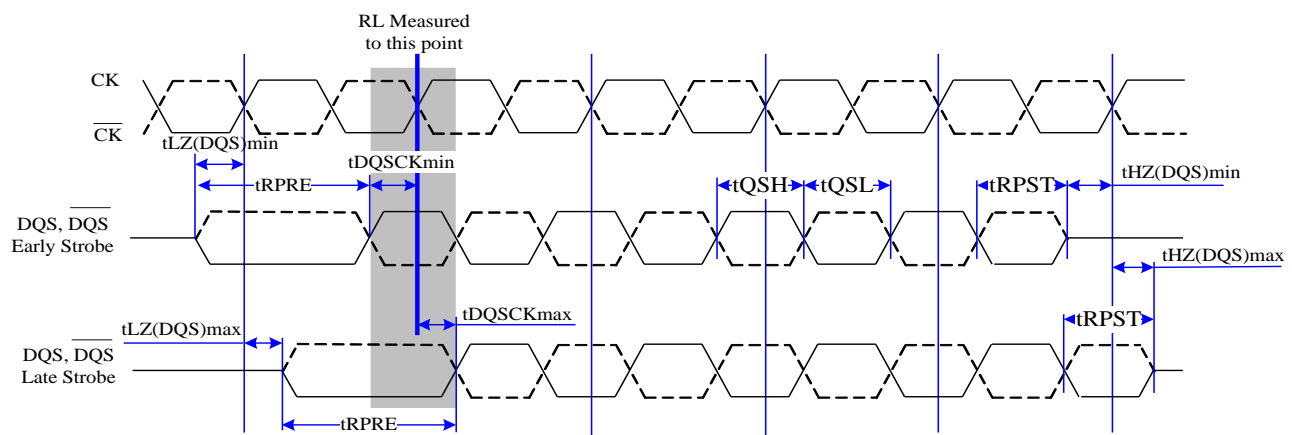 RL Measured
to this point
CK
CK
tLZ(DQS)min
tDQSCKmin
tRPRE
tQSH
tQSL
tRPST
tHZ(DQS)min
DQS, DQS
Early Strobe
tHZ(DQS)max
tDQSCKmax
tLZ(DQS)max
tRPST
DQS, DQS
Late Strobe
tRPRE